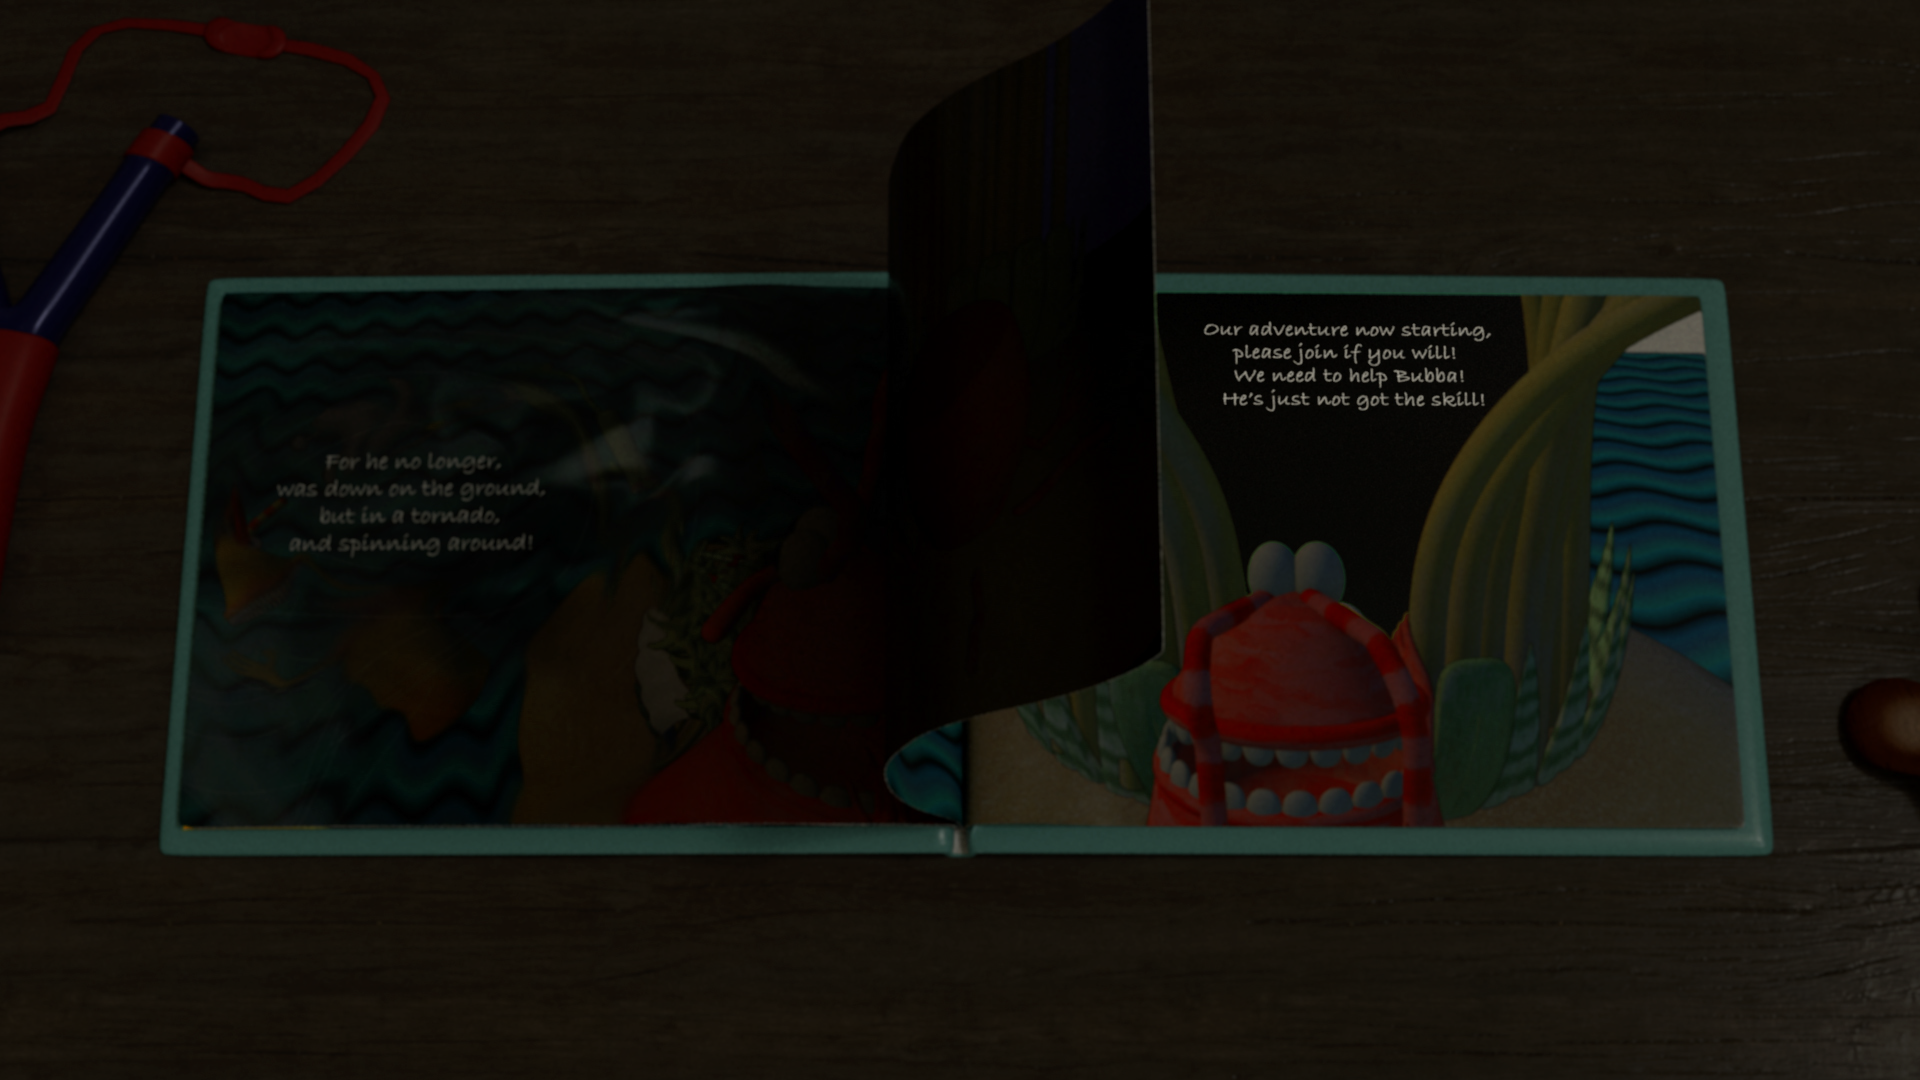 For he no longer,
was down on the ground,
but in a tornado,
and spinning around!
Our adventure now starting,
please join if you will!
We need to help Bubba!
He's just not got the skill!